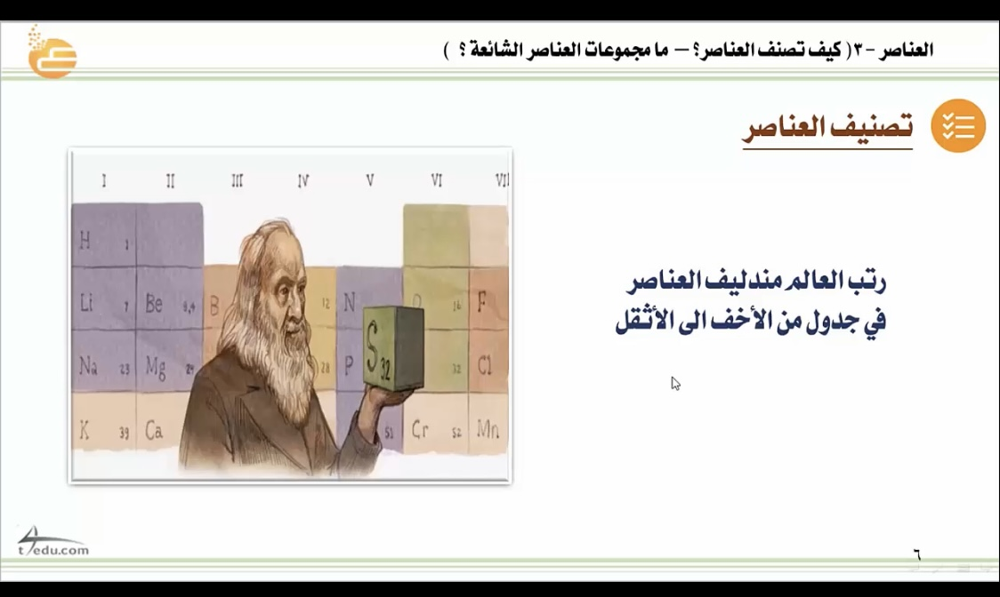 العناصر -٣( كيف تصنف العناصر؟ – ما مجموعات العناصر الشائعة ؟ )
تصنيف العناصر
رتب العالم مندليف العناصر
في جدول من الأخف الى الأثقل
I II III IV V VI VII
H 1
Li 7 Be 9,4 B 12 N O 16 F
Na 23 Mg 24 28 P S 32 32 Cl
K 39 Ca 51 Cr 52 Mn
t4edu.com
٦